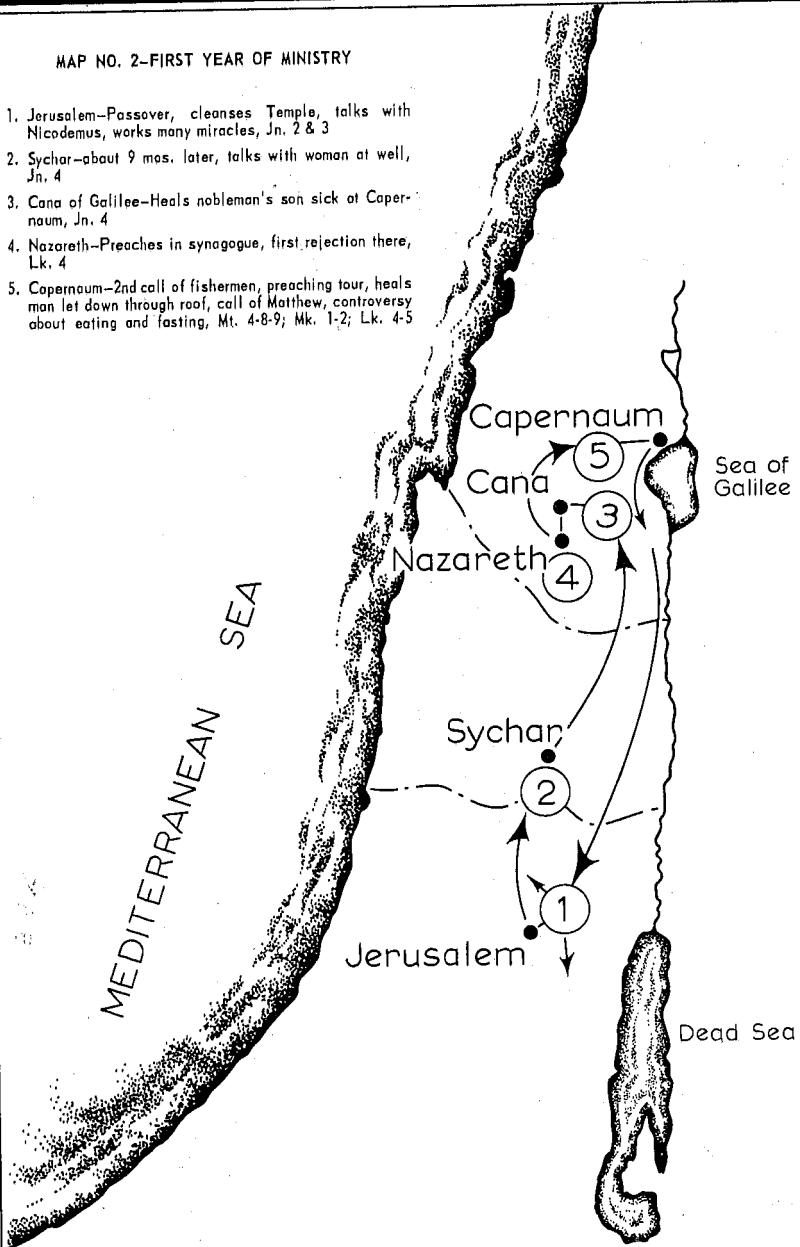 MAP NO. 2–FIRST YEAR OF MINISTRY
1. Jerusalem–Passover, cleanses Temple, talks with
Nicodemus, works many miracles, Jn. 2 & 3
2. Sychar–about 9 mos. later, talks with woman at well,
Jn. 4
3. Cana of Galilee–Heals nobleman's son sick at Caper-
naum, Jn. 4
4. Nazareth–Preaches in synagogue, first rejection there,
Lk. 4
5. Capernaum–2nd call of fishermen, preaching tour, heals
man let down through roof, call of Matthew, controversy
about eating and fasting, Mt. 4-8-9; Mk. 1-2; Lk. 4-5
Capernaum
5
Sea of
Galilee
Cana
3
Nazareth
4
MEDITERRANEAN SEA
Sychar
2
1
Jerusalem
Dead Sea